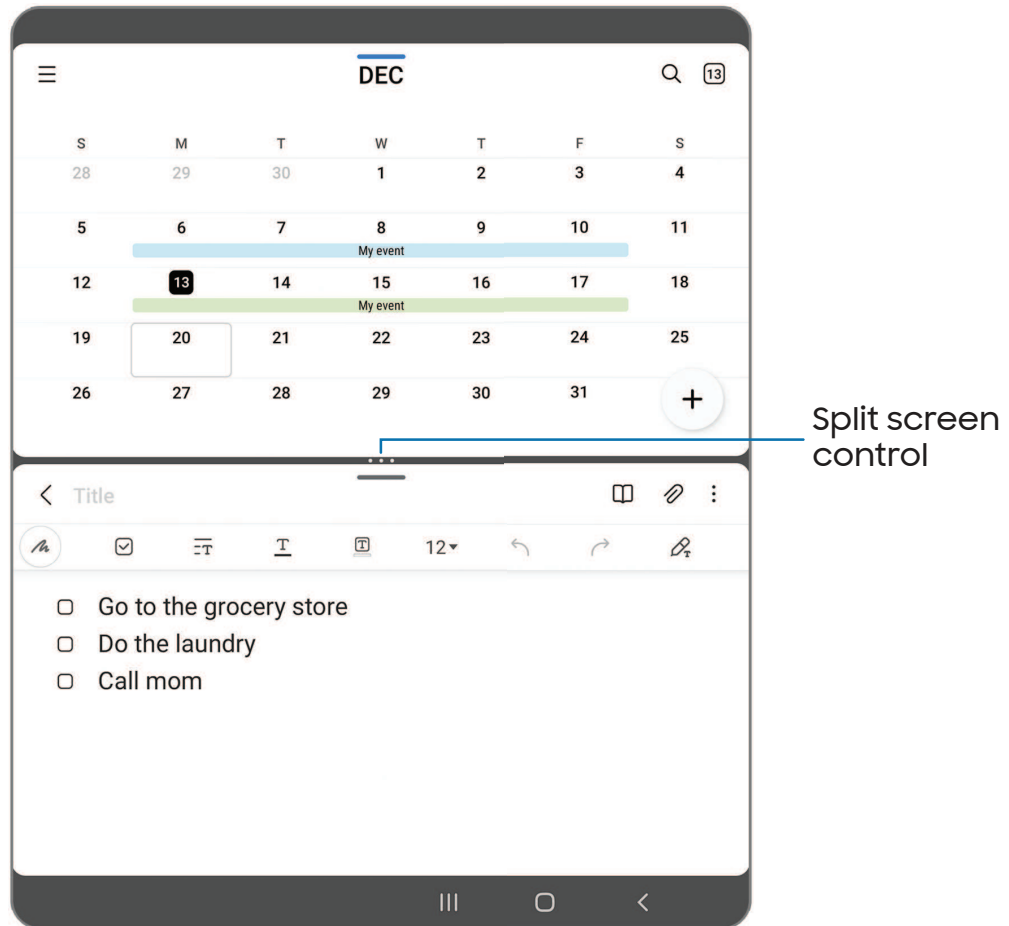 DEC
13
S M T W T F S
28 29 30 1 2 3 4
5 6 7 8 9 10 11
My event
12 13 14 15 16 17 18
My event
19 20 21 22 23 24 25
26 27 28 29 30 31
+
Split screen
control
Title
T T T 12 T
Go to the grocery store
Do the laundry
Call mom